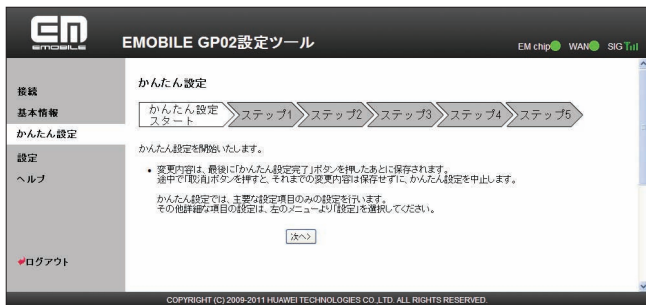 EM
EMOBILE
EMOBILE GP02設定ツール
EM chip WAN SIG
接続
基本情報
かんたん設定
設定
ヘルプ
ログアウト
かんたん設定
かんたん設定
スタート
ステップ1
ステップ2
ステップ3
ステップ4
ステップ5
かんたん設定を開始いたします。
• 変更内容は、最後に「かんたん設定完了」ボタンを押したあとに保存されます。
途中で「取消」ボタンを押すと、それまでの変更内容は保存せずに、かんたん設定を中止します。
かんたん設定では、主要な設定項目のみの設定を行います。
その他詳細な項目の設定は、左のメニューより「設定」を選択してください。
次へ>
COPYRIGHT (C) 2009-2011 HUAWEI TECHNOLOGIES CO.,LTD. ALL RIGHTS RESERVED.